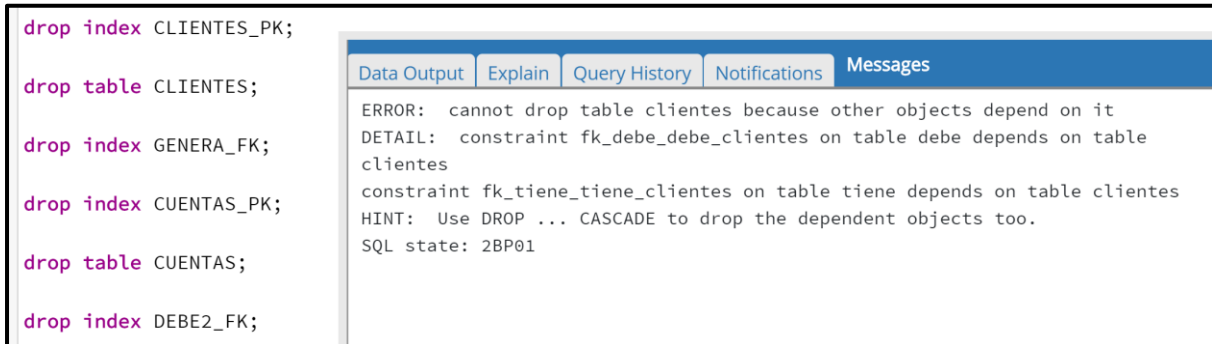 drop index CLIENTES_PK;
drop table CLIENTES;
drop index GENERA_FK;
drop index CUENTAS_PK;
drop table CUENTAS;
drop index DEBE2_FK;
Data Output Explain Query History Notifications Messages
ERROR:  cannot drop table clientes because other objects depend on it
DETAIL:  constraint fk_debe_debe_clientes on table debe depends on table
clientes
constraint fk_tiene_tiene_clientes on table tiene depends on table clientes
HINT:  Use DROP ... CASCADE to drop the dependent objects too.
SQL state: 2BP01